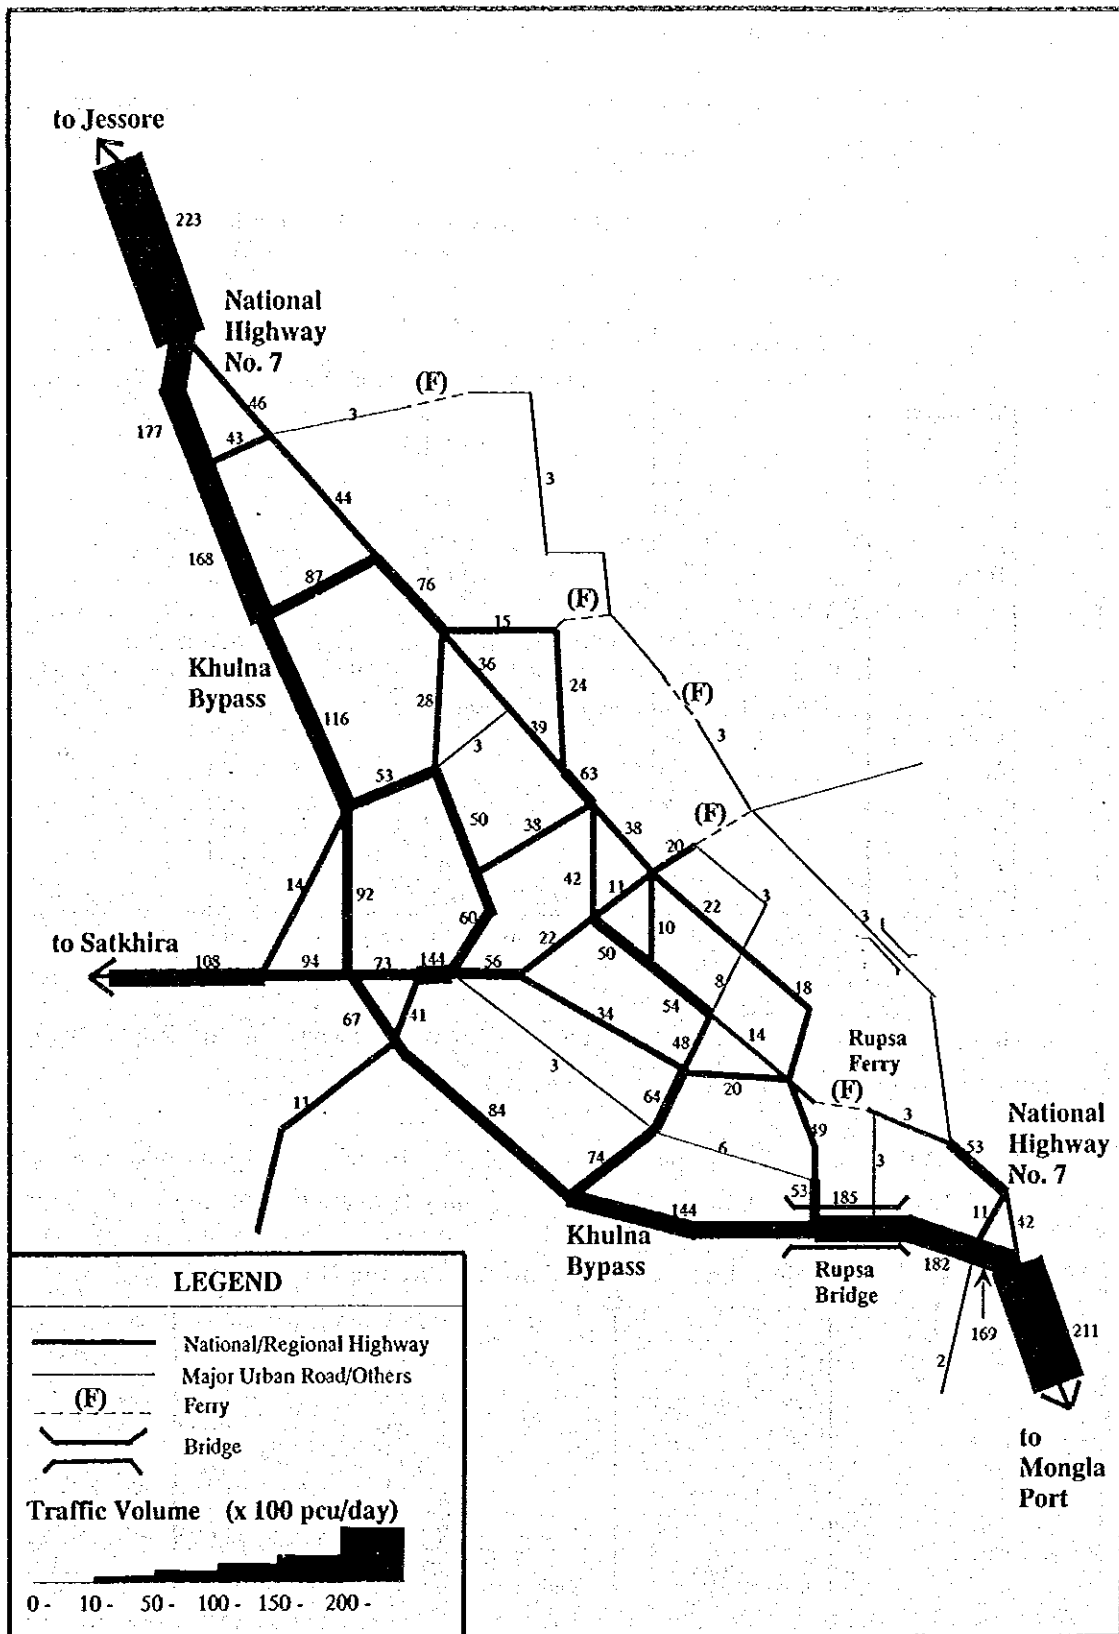 to Jessore
223
National
Highway
No. 7
(F)
46
3
177
43
3
44
168
87
76
(F)
15
Khulna
Bypass
36
28
24
(F)
116
39
3
3
53
63
50
38
38
(F)
20
14
92
42
11
3
22
60
10
3
to Satkhira
22
50
108
94
73
144
56
8
18
67
41
34
54
48
14
Rupsa
Ferry
3
20
(F)
11
84
64
49
3
National
Highway
No. 7
53
74
6
3
53
185
144
11
42
Khulna
Bypass
Rupsa
Bridge
182
169
211
2
to
Mongla
Port
LEGEND
National/Regional Highway
Major Urban Road/Others
(F)
Ferry
Bridge
Traffic Volume (x 100 pcu/day)
0 - 10 - 50 - 100 - 150 - 200 -